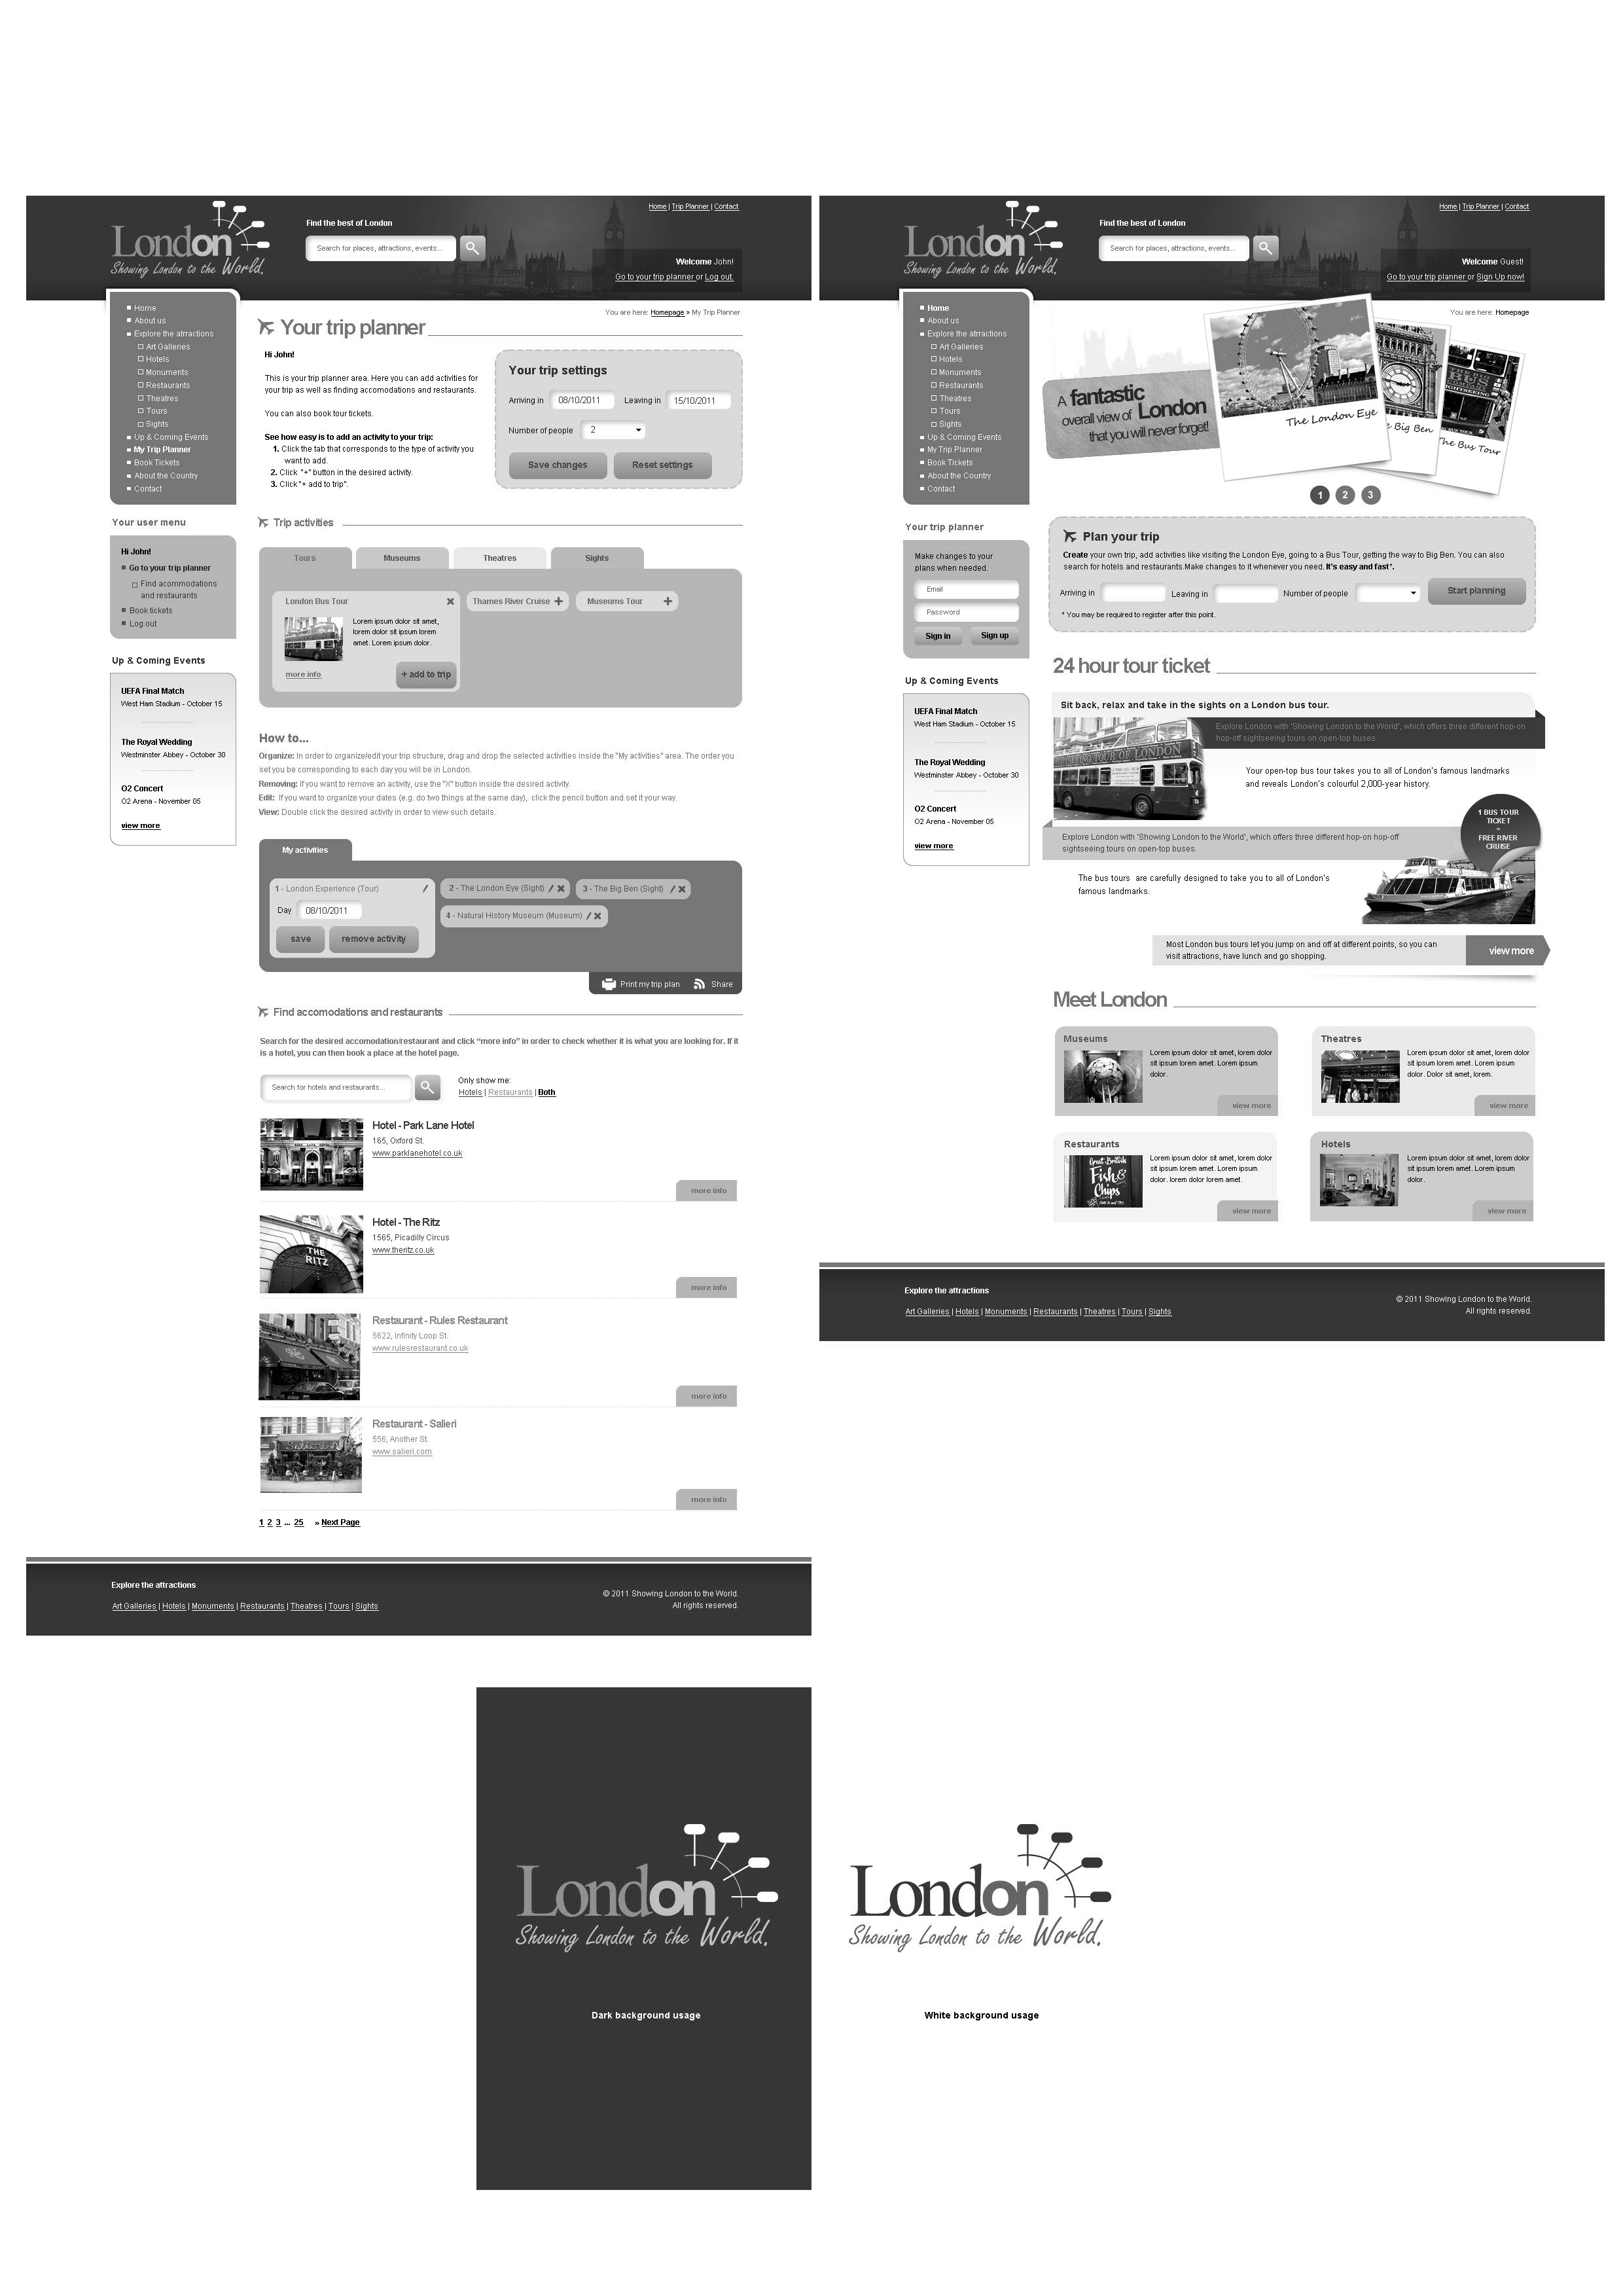 London
Showing London to the World.
Find the best of London
Search for places, attractions, events...
Home | Trip Planner | Contact
Welcome John!
Go to your trip planner or Log out.
Home
About us
Explore the atrractions
Art Galleries
Hotels
Monuments
Restaurants
Theatres
Tours
Sights
Up & Coming Events
My Trip Planner
Book Tickets
About the Country
Contact
Your user menu
Hi John!
Go to your trip planner
Find acommodations
and restaurants
Book tickets
Log out
Up & Coming Events
UEFA Final Match
West Ham Stadium - October 15
The Royal Wedding
Westminster Abbey - October 30
O2 Concert
O2 Arena - November 05
view more
You are here: Homepage » My Trip Planner
Your trip planner
Hi John!
This is your trip planner area. Here you can add activities for
your trip as well as finding accomodations and restaurants.
You can also book tour tickets.
See how easy is to add an activity to your trip:
1. Click the tab that corresponds to the type of activity you
want to add.
2. Click "+" button in the desired activity.
3. Click "+ add to trip".
Your trip settings
Arriving in 08/10/2011 Leaving in 15/10/2011
Number of people 2
Save changes Reset settings
Trip activities
Tours Museums Theatres Sights
London Bus Tour
Lorem ipsum dolor sit amet,
lorem dolor sit ipsum lorem
amet. Lorem ipsum dolor.
more info
+ add to trip
Thames River Cruise
Museums Tour
How to...
Organize: In order to organize/edit your trip structure, drag and drop the selected activities inside the "My activities" area. The order you
set you be corresponding to each day you will be in London.
Removing: If you want to remove an activity, use the "X" button inside the desired activity.
Edit: If you want to organize your dates (e.g. do two things at the same day), click the pencil button and set it your way.
View: Double click the desired activity in order to view such details.
My activities
1 - London Experience (Tour)
Day 08/10/2011
save remove activity
2 - The London Eye (Sight)
3 - The Big Ben (Sight)
4 - Natural History Museum (Museum)
Print my trip plan Share
Find accomodations and restaurants
Search for the desired accomodation/restaurant and click “more info” in order to check whether it is what you are looking for. If it
is a hotel, you can then book a place at the hotel page.
Search for hotels and restaurants...
Only show me:
Hotels | Restaurants | Both
Hotel - Park Lane Hotel
165, Oxford St.
www.parklanehotel.co.uk
more info
THE
RITZ
Hotel - The Ritz
1565, Picadilly Circus
www.theritz.co.uk
more info
Restaurant - Rules Restaurant
5622, Infinity Loop St.
www.rulesrestaurant.co.uk
more info
Restaurant - Salieri
556, Another St.
www.salieri.com
more info
1 2 3 ... 25 » Next Page
Explore the attractions
Art Galleries | Hotels | Monuments | Restaurants | Theatres | Tours | Sights
© 2011 Showing London to the World.
All rights reserved.
London
Showing London to the World.
Find the best of London
Search for places, attractions, events...
Home | Trip Planner | Contact
Welcome Guest!
Go to your trip planner or Sign Up now!
Home
About us
Explore the atrractions
Art Galleries
Hotels
Monuments
Restaurants
Theatres
Tours
Sights
Up & Coming Events
My Trip Planner
Book Tickets
About the Country
Contact
Your trip planner
Make changes to your
plans when needed.
Email
Password
Sign in Sign up
Up & Coming Events
UEFA Final Match
West Ham Stadium - October 15
The Royal Wedding
Westminster Abbey - October 30
O2 Concert
O2 Arena - November 05
view more
You are here: Homepage
A fantastic
overall view of London
that you will never forget!
The London Eye
e Big Ben
The Bus Tour
1 2 3
Plan your trip
Create your own trip, add activities like visiting the London Eye, going to a Bus Tour, getting the way to Big Ben. You can also
search for hotels and restaurants.Make changes to it whenever you need. It's easy and fast*.
Arriving in Leaving in Number of people Start planning
* You may be required to register after this point.
24 hour tour ticket
Sit back, relax and take in the sights on a London bus tour.
Explore London with 'Showing London to the World', which offers three different hop-on
hop-off sightseeing tours on open-top buses.
TOUR OF LONDON
Your open-top bus tour takes you to all of London's famous landmarks
and reveals London's colourful 2,000-year history.
1 BUS TOUR
TICKET
=
FREE RIVER
CRUISE
Explore London with 'Showing London to the World', which offers three different hop-on hop-off
sightseeing tours on open-top buses.
The bus tours are carefully designed to take you to all of London's
famous landmarks.
Most London bus tours let you jump on and off at different points, so you can
visit attractions, have lunch and go shopping.
view more
Meet London
Museums
Lorem ipsum dolor sit amet, lorem dolor
sit ipsum lorem amet. Lorem ipsum
dolor.
view more
Theatres
Lorem ipsum dolor sit amet, lorem dolor
sit ipsum lorem amet. Lorem ipsum
dolor. Dolor sit amet, lorem.
view more
Restaurants
Great British
Fish &
Chips
Lorem ipsum dolor sit amet, lorem dolor
sit ipsum lorem amet. Lorem ipsum
dolor. lorem dolor lorem amet.
view more
Hotels
Lorem ipsum dolor sit amet, lorem dolor
sit ipsum lorem amet. Lorem ipsum
dolor.
view more
Explore the attractions
Art Galleries | Hotels | Monuments | Restaurants | Theatres | Tours | Sights
© 2011 Showing London to the World.
All rights reserved.
London
Showing London to the World.
Dark background usage
London
Showing London to the World.
White background usage